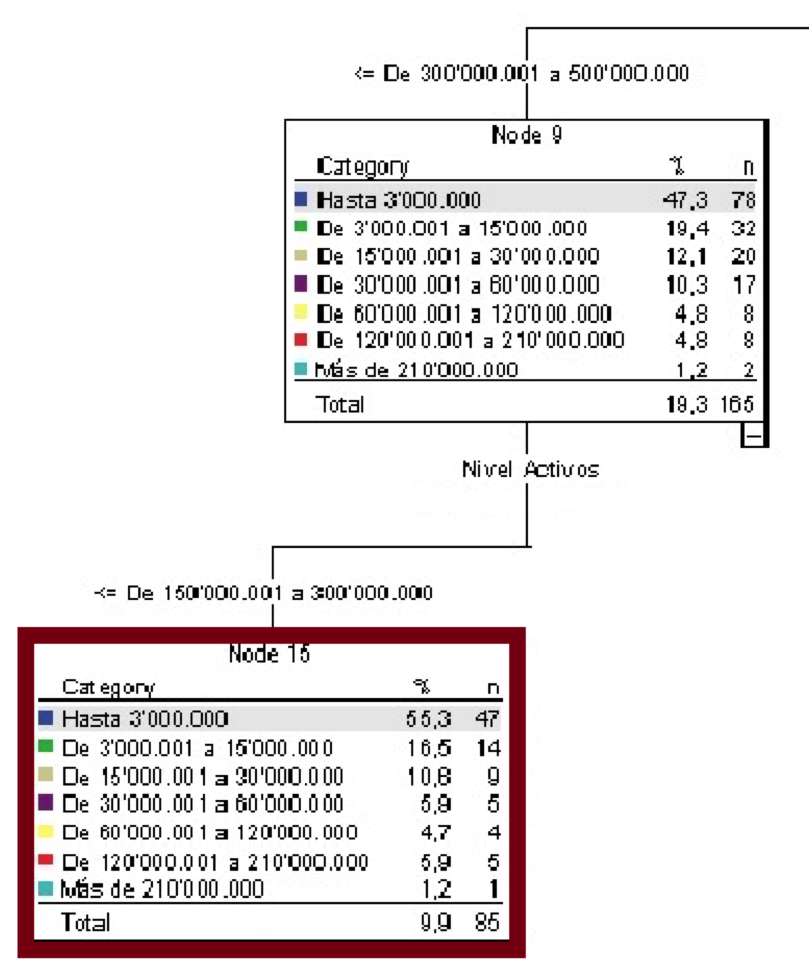 <= De 300'000.001 a 500'000.000
Node 9
Category % n
Hasta 3'000.000 47,3 78
De 3'000.001 a 15'000.000 19,4 32
De 15'000.001 a 30'000.000 12,1 20
De 30'000.001 a 60'000.000 10,3 17
De 60'000.001 a 120'000.000 4,8 8
De 120'000.001 a 210'000.000 4,8 8
Más de 210'000.000 1,2 2
Total 19,3 165
Nivel Activos
<= De 150'000.001 a 300'000.000
Node 15
Category % n
Hasta 3'000.000 55,3 47
De 3'000.001 a 15'000.000 16,5 14
De 15'000.001 a 30'000.000 10,6 9
De 30'000.001 a 60'000.000 5,9 5
De 60'000.001 a 120'000.000 4,7 4
De 120'000.001 a 210'000.000 5,9 5
Más de 210'000.000 1,2 1
Total 9,9 85